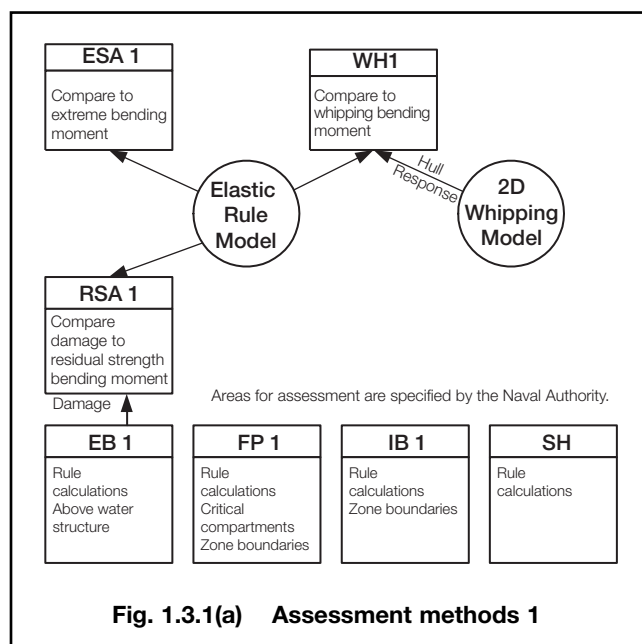 ESA 1
Compare to
extreme bending
moment
WH1
Compare to
whipping bending
moment
Elastic
Rule
Model
Hull
Response
2D
Whipping
Model
RSA 1
Compare
damage to
residual strength
bending moment
Damage
Areas for assessment are specified by the Naval Authority.
EB 1
Rule
calculations
Above water
structure
FP 1
Rule
calculations
Critical
compartments
Zone boundaries
IB 1
Rule
calculations
Zone boundaries
SH
Rule
calculations
Fig. 1.3.1(a) Assessment methods 1